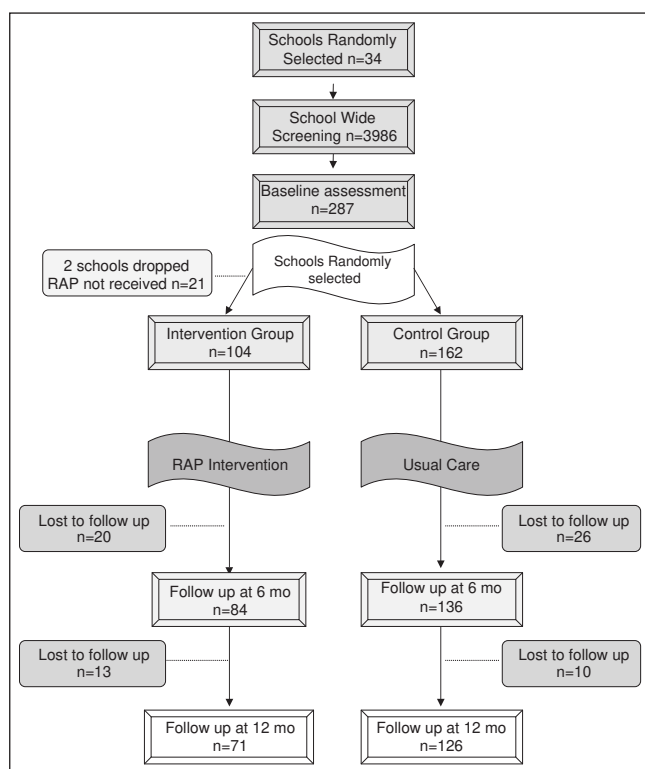 Schools Randomly
Selected n=34
School Wide
Screening n=3986
Baseline assessment
n=287
2 schools dropped
RAP not received n=21
Schools Randomly
selected
Intervention Group
n=104
Control Group
n=162
RAP Intervention
Usual Care
Lost to follow up
n=20
Lost to follow up
n=26
Follow up at 6 mo
n=84
Follow up at 6 mo
n=136
Lost to follow up
n=13
Lost to follow up
n=10
Follow up at 12 mo
n=71
Follow up at 12 mo
n=126